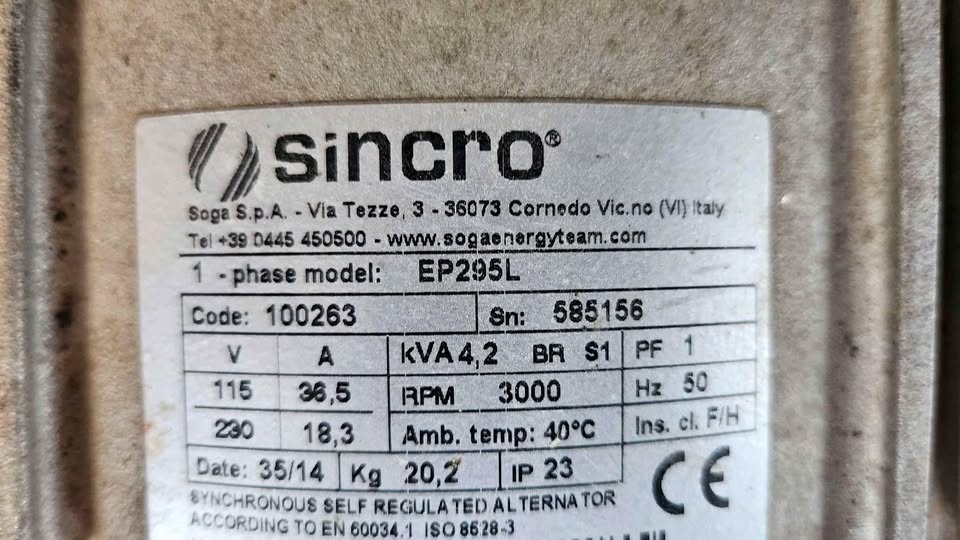 sincro®
Soga S.p.A. - Via Tezze, 3 - 36073 Cornedo Vic.no (VI) Italy
Tel +39 0445 450500 - www.sogaenergyteam.com
1 - phase model: EP295L
Code: 100263 Sn: 585156
V A kVA 4,2 BR S1 PF 1
115 36,5 RPM 3000 Hz 50
230 18,3 Amb. temp: 40°C Ins. cl. F/H
Date: 35/14 Kg 20,2 IP 23 CE
SYNCHRONOUS SELF REGULATED ALTERNATOR
ACCORDING TO EN 60034.1 ISO 8528-3